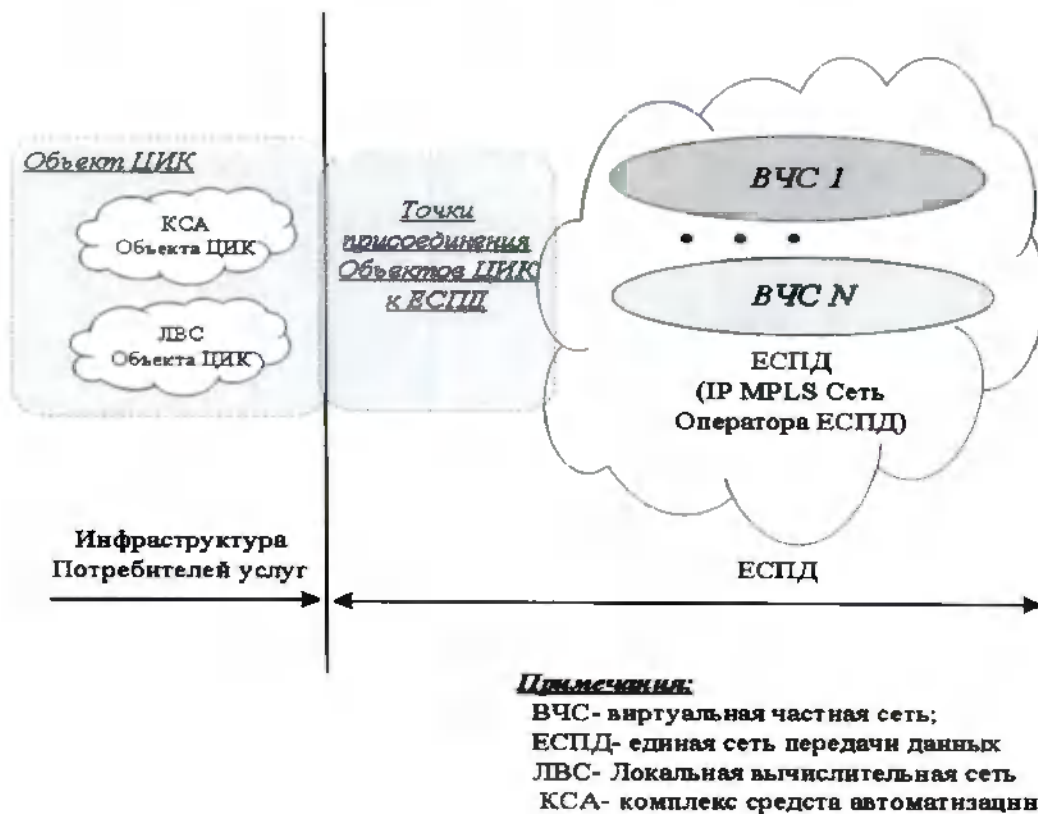 Объект ЦИК
КСА
Объекта ЦИК
ЛВС
Объекта ЦИК
Точки
присоединения
Объектов ЦИК
к ЕСПД
ВЧС 1
ВЧС N
ЕСПД
(IP MPLS Сеть
Оператора ЕСПД)
Инфраструктура
Потребителей услуг
ЕСПД
Примечания:
ВЧС- виртуальная частная сеть;
ЕСПД- единая сеть передачи данных
ЛВС- Локальная вычислительная сеть
КСА- комплекс средста автоматизации